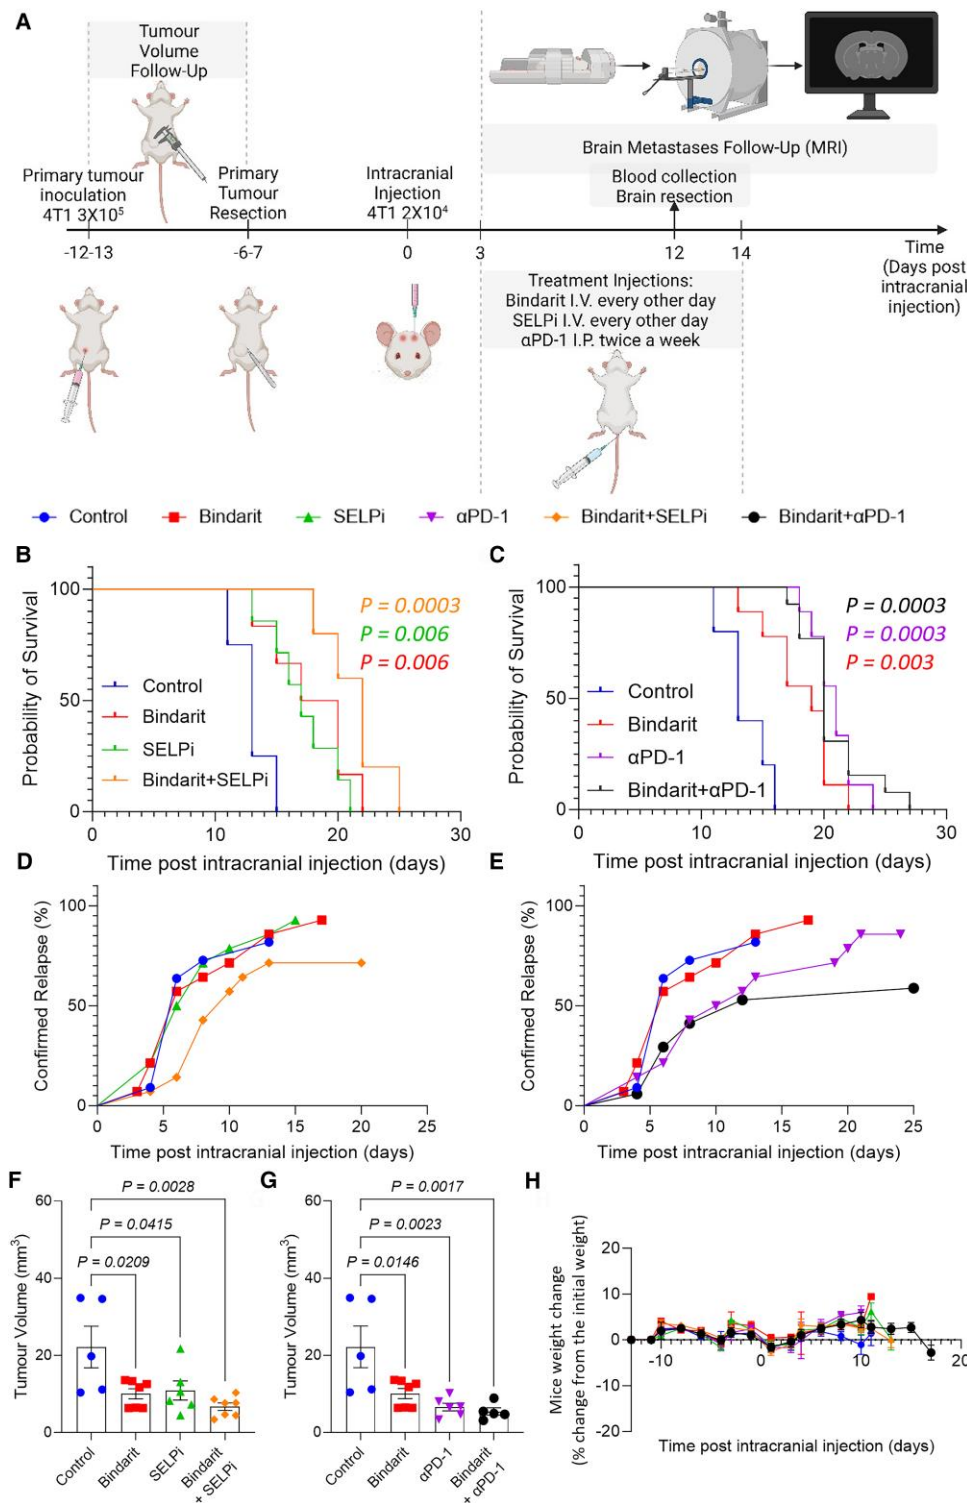 A
Tumour
Volume
Follow-Up
Primary tumour
inoculation
4T1 3X10⁵
Primary
Tumour
Resection
Intracranial
Injection
4T1 2X10⁴
Brain Metastases Follow-Up (MRI)
Blood collection
Brain resection
-12-13
-6-7
0
3
12
14
Time
(Days post
intracranial
injection)
Treatment Injections:
Bindarit I.V. every other day
SELPi I.V. every other day
αPD-1 I.P. twice a week
Control
Bindarit
SELPi
αPD-1
Bindarit+SELPi
Bindarit+αPD-1
B
Probability of Survival
100
50
0
P = 0.0003
P = 0.006
P = 0.006
Control
Bindarit
SELPi
Bindarit+SELPi
0 10 20 30
Time post intracranial injection (days)
C
Probability of Survival
100
50
0
P = 0.0003
P = 0.0003
P = 0.003
Control
Bindarit
αPD-1
Bindarit+αPD-1
0 10 20 30
Time post intracranial injection (days)
D
Confirmed Relapse (%)
100
50
0
0 5 10 15 20 25
Time post intracranial injection (days)
E
Confirmed Relapse (%)
100
50
0
0 5 10 15 20 25
Time post intracranial injection (days)
F
Tumour Volume (mm³)
60
40
20
0
P = 0.0028
P = 0.0415
P = 0.0209
Control
Bindarit
SELPi
Bindarit
+ SELPi
G
Tumour Volume (mm³)
60
40
20
0
P = 0.0017
P = 0.0023
P = 0.0146
Control
Bindarit
αPD-1
Bindarit
+ αPD-1
H
Mice weight change
(% change from the initial weight)
20
10
0
-10
-20
-10 0 10 20
Time post intracranial injection (days)